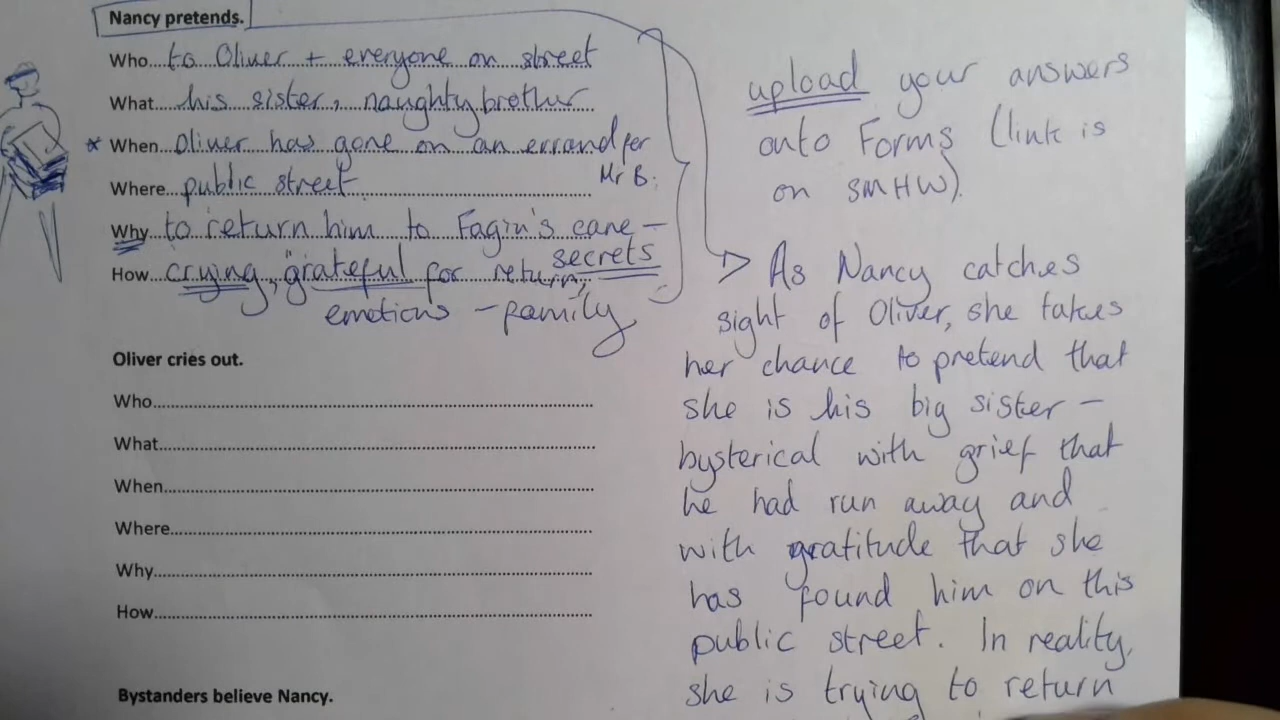 Nancy pretends.
Who to Oliver + everyone on street
What his sister, naughty brother
* When Oliver has gone on an errand for
Mr B.
Where public street
Why to return him to Fagin's care –
secrets
How crying, grateful for return,
emotions – family
Oliver cries out.
Who
What
When
Where
Why
How
Bystanders believe Nancy.
upload your answers
onto Forms (link is
on SMHW).
As Nancy catches
sight of Oliver, she takes
her chance to pretend that
she is his big sister –
hysterical with grief that
he had run away and
with gratitude that she
has found him on this
public street. In reality,
she is trying to return